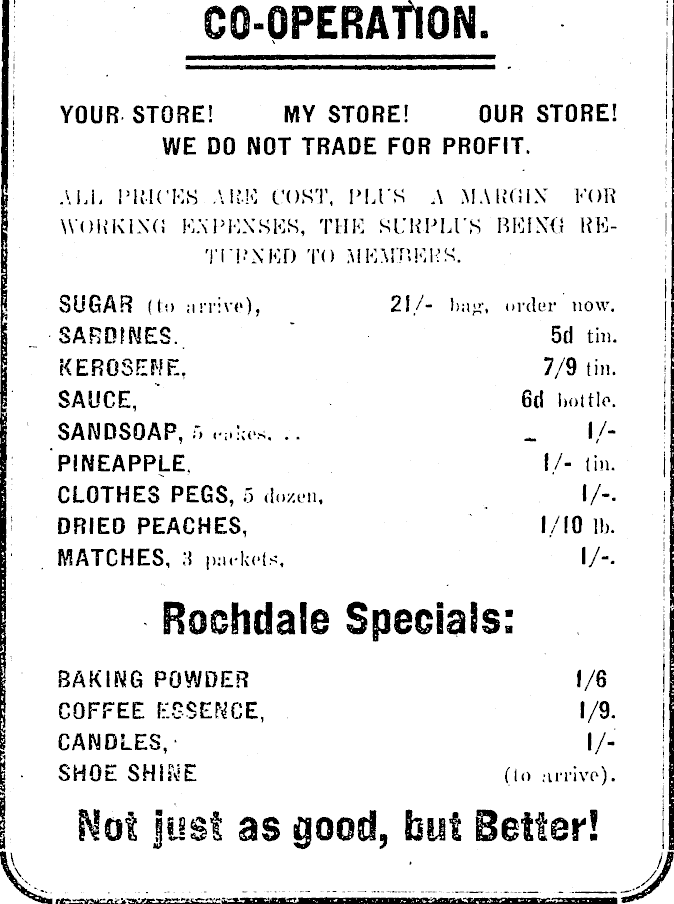 CO-OPERATION.
YOUR STORE! MY STORE! OUR STORE!
WE DO NOT TRADE FOR PROFIT.
ALL PRICES ARE COST, PLUS A MARGIN FOR
WORKING EXPENSES, THE SURPLUS BEING RE-
TURNED TO MEMBERS.
SUGAR (to arrive), 21/- bag, order now.
SARDINES. 5d tin.
KEROSENE, 7/9 tin.
SAUCE, 6d bottle.
SANDSOAP, 5 cakes, .. 1/-
PINEAPPLE, 1/- tin.
CLOTHES PEGS, 5 dozen, 1/-.
DRIED PEACHES, 1/10 lb.
MATCHES, 3 packets, 1/-.
Rochdale Specials:
BAKING POWDER 1/6
COFFEE ESSENCE, 1/9.
CANDLES, 1/-
SHOE SHINE (to arrive).
Not just as good, but Better!